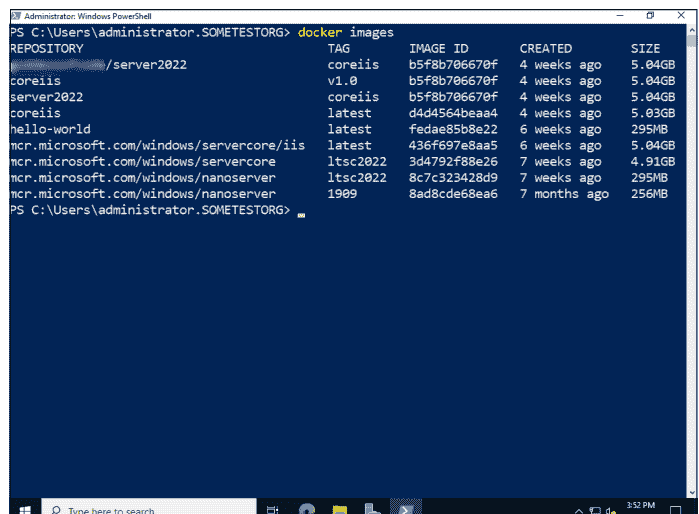 Administrator: Windows PowerShell
PS C:\Users\administrator.SOMETESTORG> docker images
REPOSITORY TAG IMAGE ID CREATED SIZE
/server2022 coreiis b5f8b706670f 4 weeks ago 5.04GB
coreiis v1.0 b5f8b706670f 4 weeks ago 5.04GB
server2022 coreiis b5f8b706670f 4 weeks ago 5.04GB
coreiis latest d4d4564beaa4 4 weeks ago 5.03GB
hello-world latest fedae85b8e22 6 weeks ago 295MB
mcr.microsoft.com/windows/servercore/iis latest 436f697e8aa5 6 weeks ago 5.04GB
mcr.microsoft.com/windows/servercore ltsc2022 3d4792f88e26 7 weeks ago 4.91GB
mcr.microsoft.com/windows/nanoserver ltsc2022 8c7c323428d9 7 weeks ago 295MB
mcr.microsoft.com/windows/nanoserver 1909 8ad8cde68ea6 7 months ago 256MB
PS C:\Users\administrator.SOMETESTORG>
Type here to search
3:52 PM